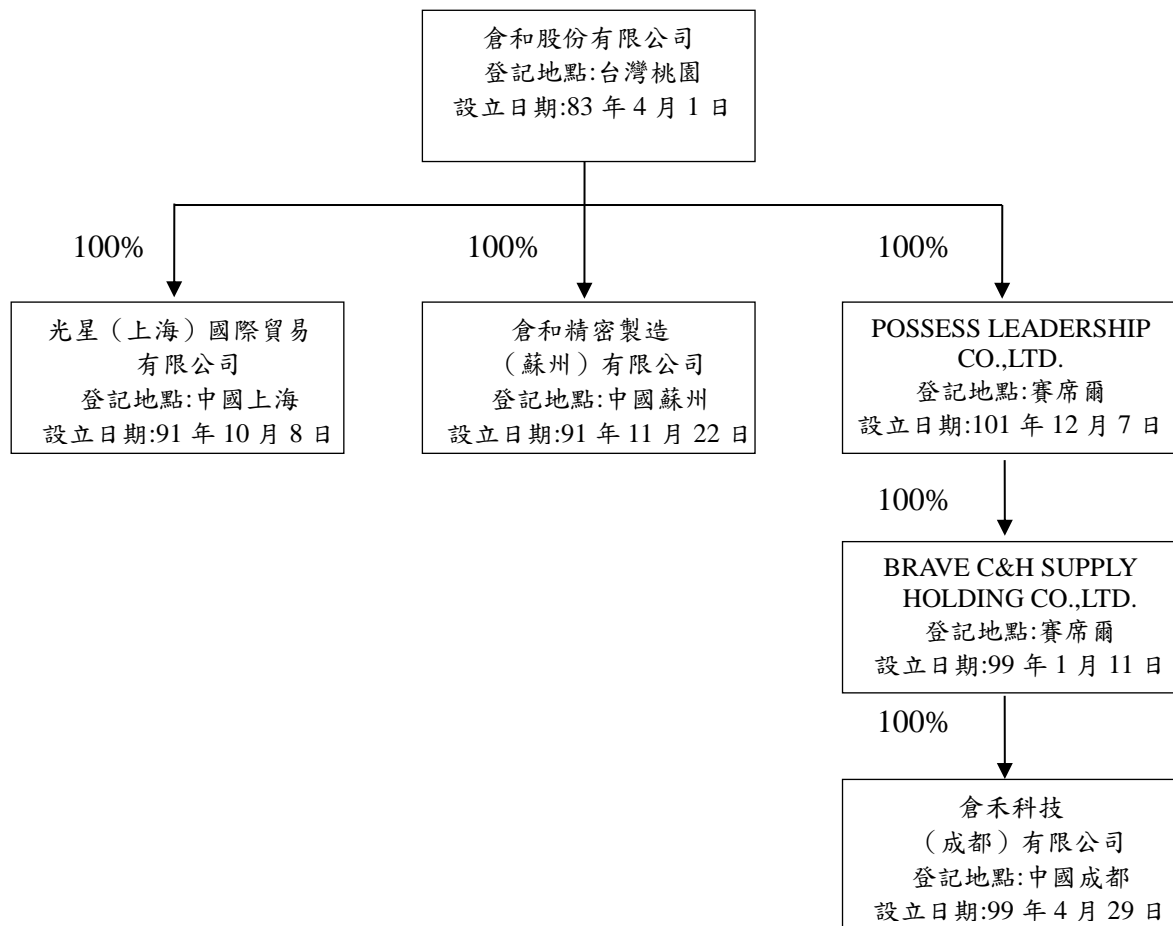 倉和股份有限公司
登記地點:台灣桃園
設立日期:83 年 4 月 1 日
100%
100%
100%
光星（上海）國際貿易
有限公司
登記地點:中國上海
設立日期:91 年 10 月 8 日
倉和精密製造
（蘇州）有限公司
登記地點:中國蘇州
設立日期:91 年 11 月 22 日
POSSESS LEADERSHIP
CO.,LTD.
登記地點:賽席爾
設立日期:101 年 12 月 7 日
100%
BRAVE C&H SUPPLY
HOLDING CO.,LTD.
登記地點:賽席爾
設立日期:99 年 1 月 11 日
100%
倉禾科技
（成都）有限公司
登記地點:中國成都
設立日期:99 年 4 月 29 日